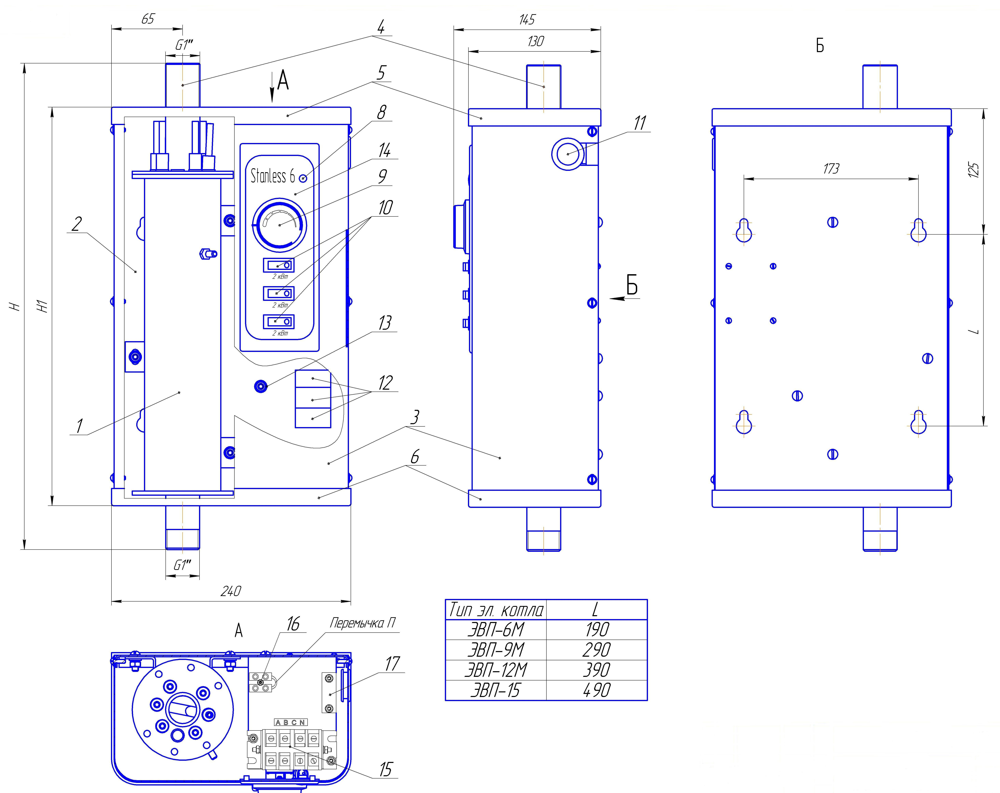 65
G1"
4
145
130
Б
5
А
8
11
14
Stanless 6
173
125
9
10
2
2 кВт
Б
2 кВт
H
H1
13
L
2 кВт
12
3
1
6
G1"
240
Тип эл. котла L
ЭВП-6М 190
ЭВП-9М 290
ЭВП-12М 390
ЭВП-15 490
А
16
Перемычка П
17
A B C N
15